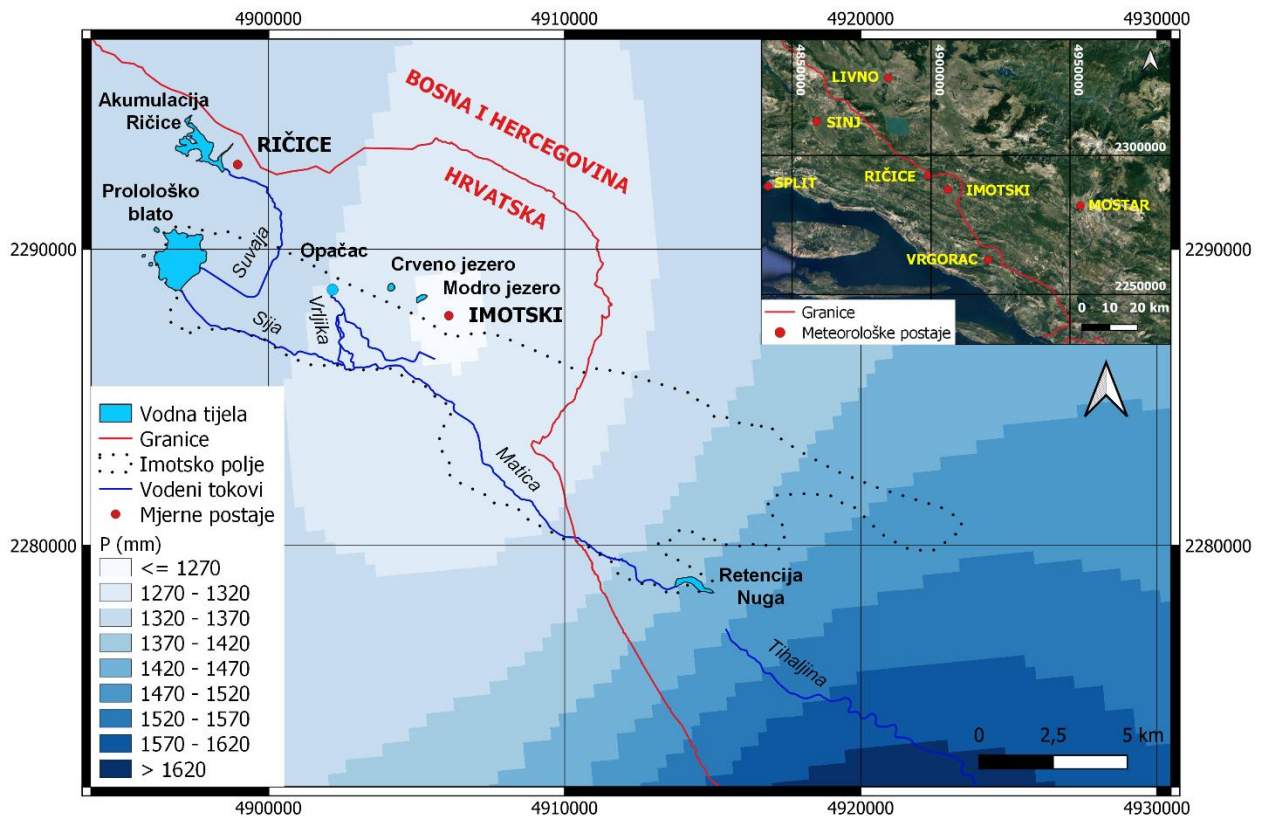 4900000
4910000
4920000
4930000
Akumulacija
Ričice
RIČICE
BOSNA I HERCEGOVINA
HRVATSKA
Prološko
blato
2290000
Suvaja
Opačac
Crveno jezero
Modro jezero
IMOTSKI
Vrljika
Sija
Matica
2280000
Retencija
Nuga
Tihaljina
4850000
4900000
4950000
LIVNO
SINJ
2300000
SPLIT
RIČICE
IMOTSKI
MOSTAR
VRGORAC
2250000
0 10 20 km
Granice
Meteorološke postaje
2290000
2280000
Vodna tijela
Granice
Imotsko polje
Vodeni tokovi
Mjerne postaje
P (mm)
<= 1270
1270 - 1320
1320 - 1370
1370 - 1420
1420 - 1470
1470 - 1520
1520 - 1570
1570 - 1620
> 1620
0 2,5 5 km
4900000
4910000
4920000
4930000